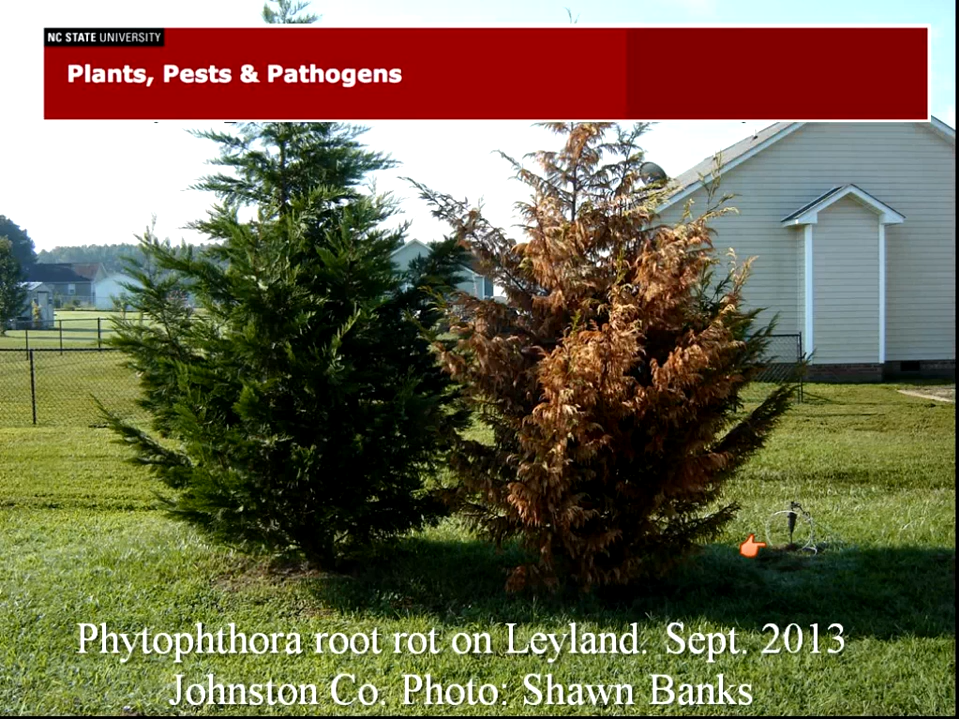 NC STATE UNIVERSITY
Plants, Pests & Pathogens
Phytophthora root rot on Leyland. Sept. 2013
Johnston Co. Photo: Shawn Banks